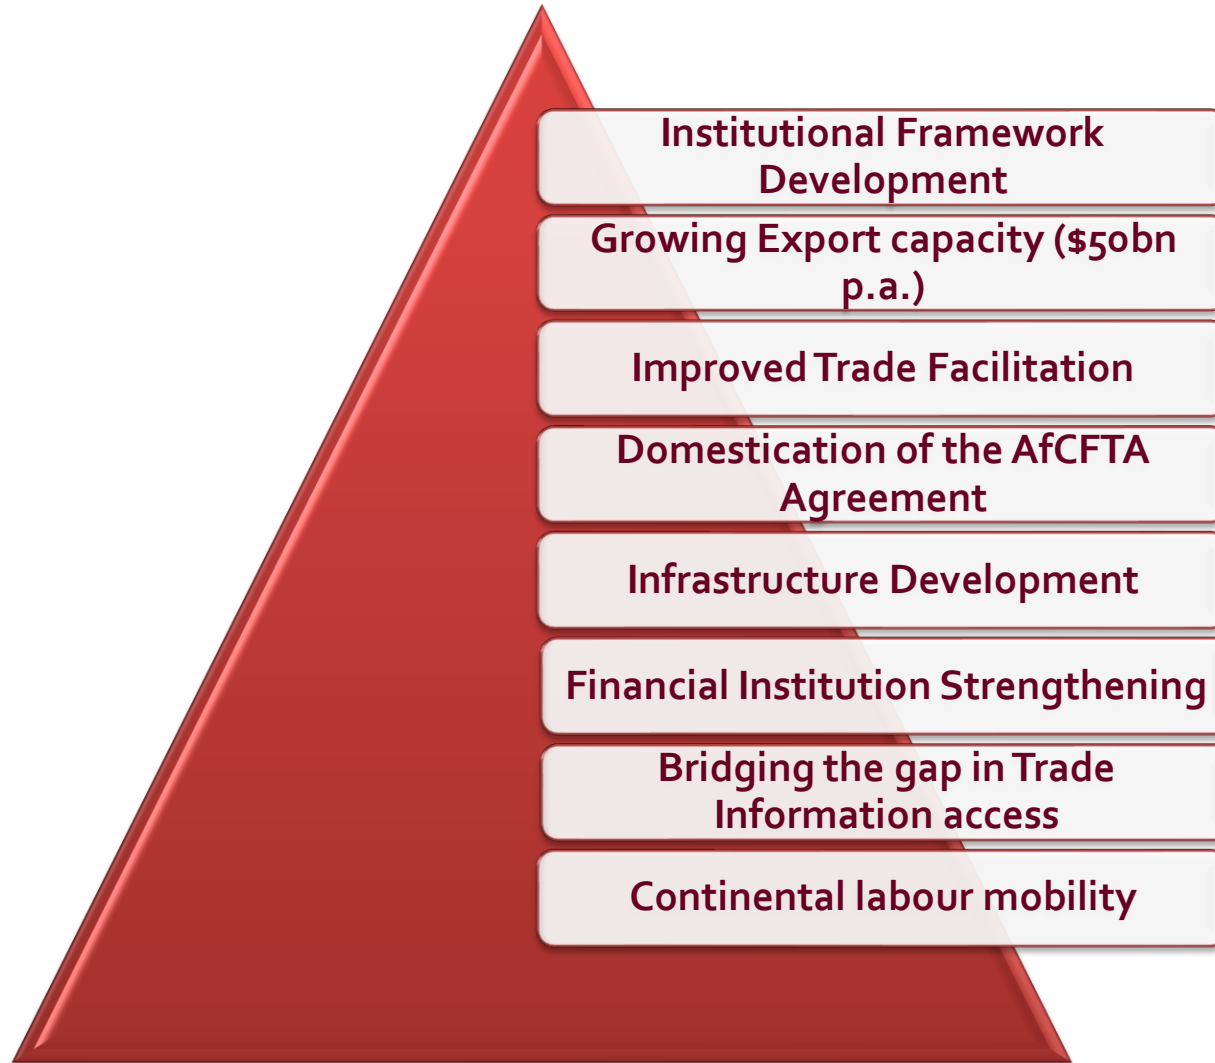 Institutional Framework
Development
Growing Export capacity ($50bn
p.a.)
Improved Trade Facilitation
Domestication of the AfCFTA
Agreement
Infrastructure Development
Financial Institution Strengthening
Bridging the gap in Trade
Information access
Continental labour mobility